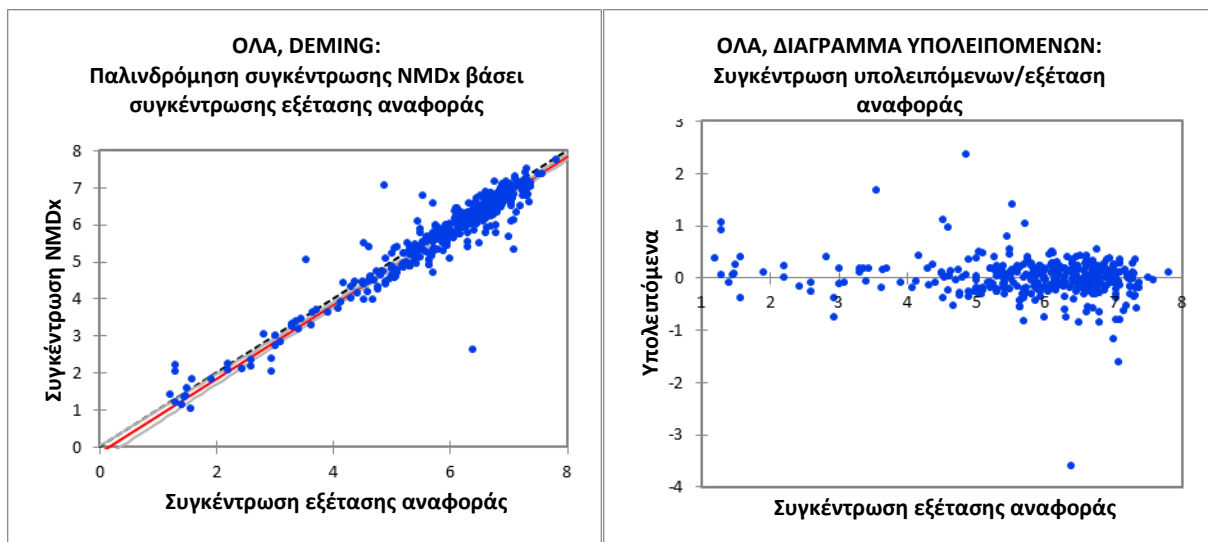 ΟΛΑ, DEMING:
Παλινδρόμηση συγκέντρωσης NMDx βάσει
συγκέντρωσης εξέτασης αναφοράς
8
7
6
5
4
3
2
1
0
0 2 4 6 8
Συγκέντρωση NMDx
Συγκέντρωση εξέτασης αναφοράς
ΟΛΑ, ΔΙΑΓΡΑΜΜΑ ΥΠΟΛΕΙΠΟΜΕΝΩΝ:
Συγκέντρωση υπολειπόμενων/εξέταση
αναφοράς
3
2
1
0
1 2 3 4 5 6 7 8
-1
-2
-3
-4
Υπολειπόμενα
Συγκέντρωση εξέτασης αναφοράς